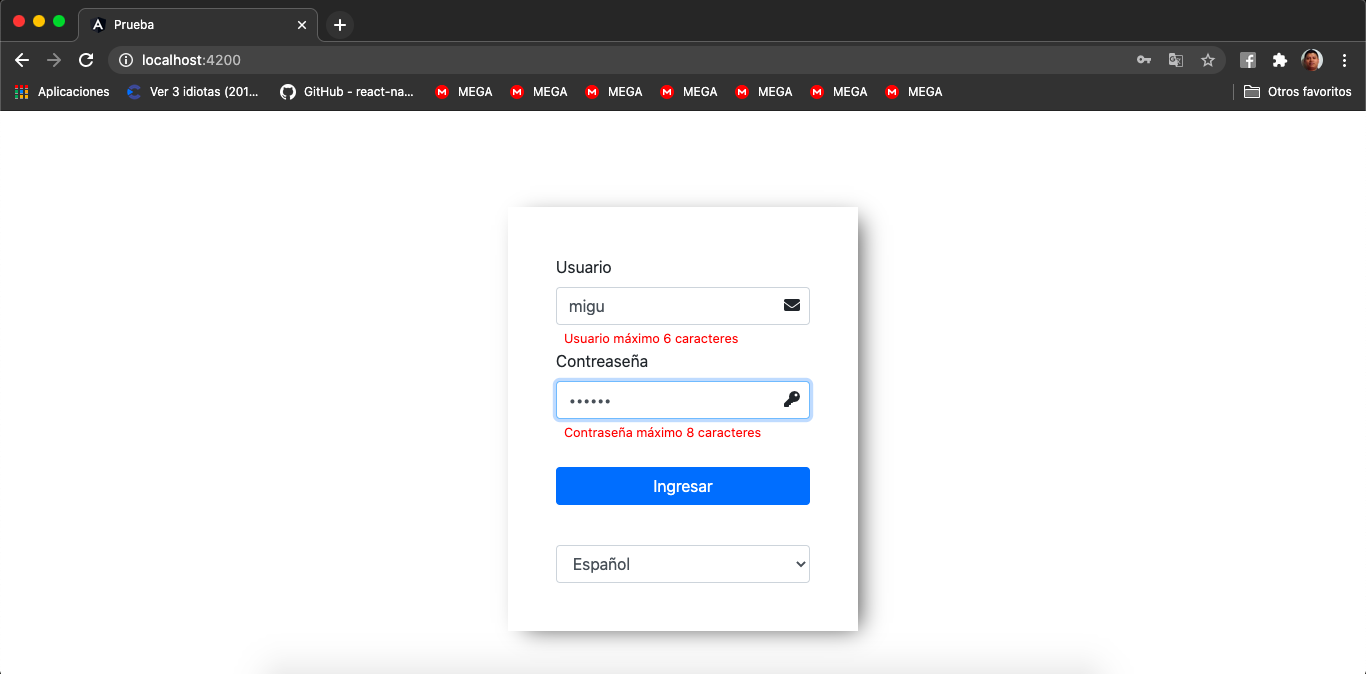 Prueba
localhost:4200
Aplicaciones Ver 3 idiotas (201... GitHub - react-na... MEGA MEGA MEGA MEGA MEGA MEGA MEGA Otros favoritos
Usuario
migu
Usuario máximo 6 caracteres
Contreaseña
••••••
Contraseña máximo 8 caracteres
Ingresar
Español